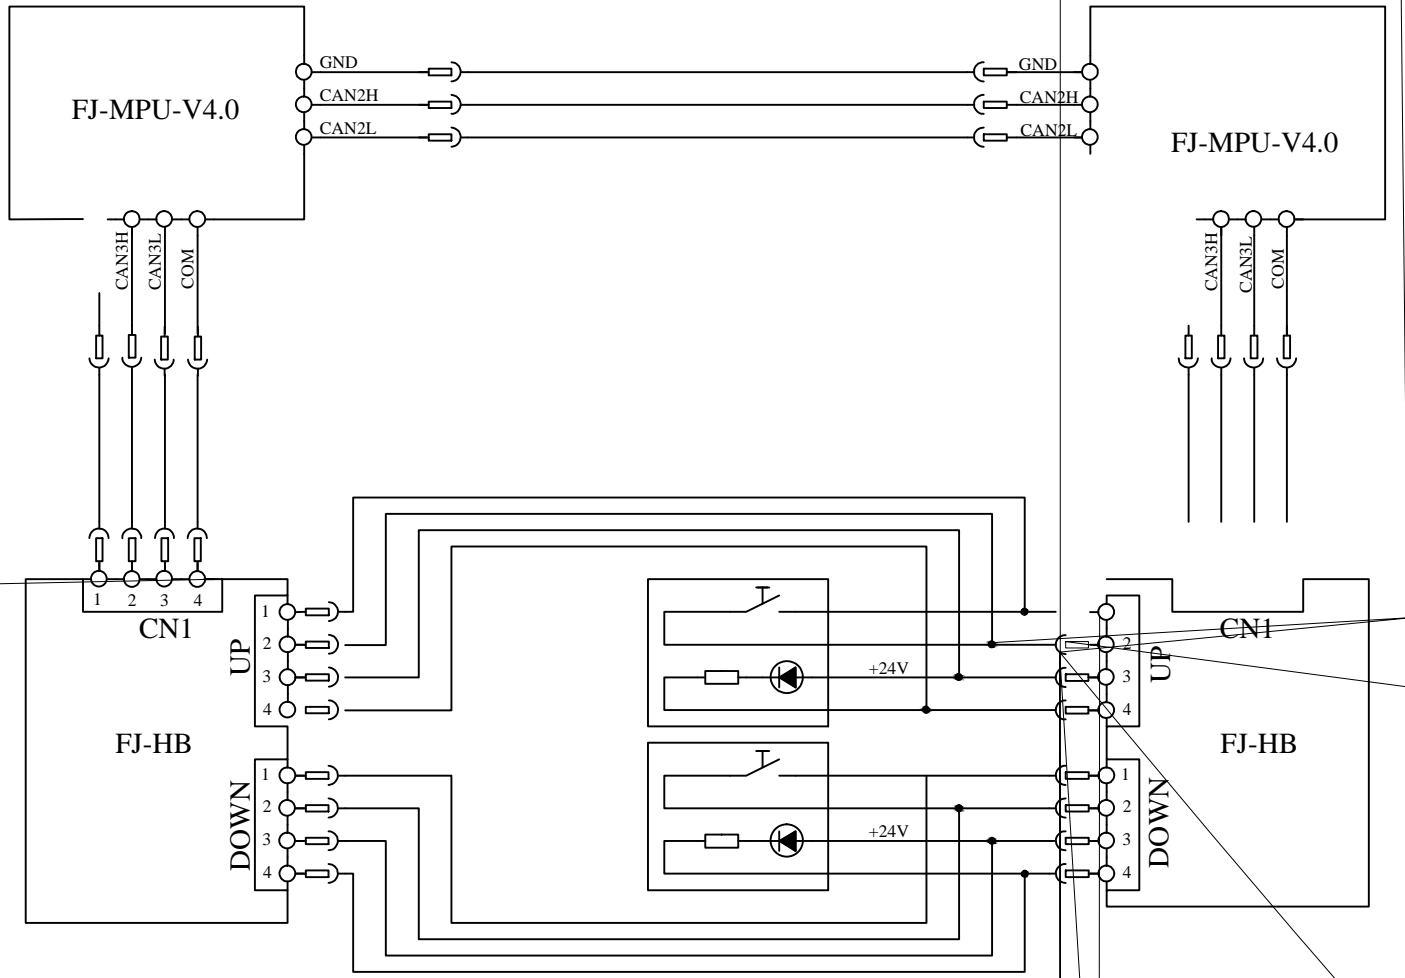 GND
GND
FJ-MPU-V4.0
CAN2H
CAN2H
CAN2L
CAN2L
FJ-MPU-V4.0
CAN3H
CAN3L
COM
CAN3H
CAN3L
COM
1 2 3 4
CN1
CN1
UP
1
2
3
4
+24V
UP
2
3
4
FJ-HB
FJ-HB
DOWN
1
2
3
4
+24V
DOWN
1
2
3
4